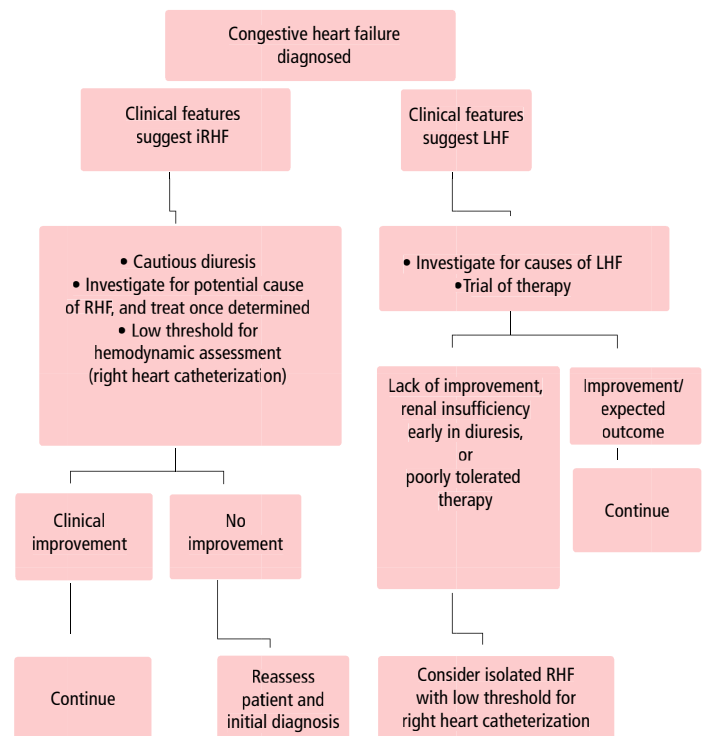 Congestive heart failure
diagnosed
Clinical features
suggest iRHF
Clinical features
suggest LHF
• Cautious diuresis
• Investigate for potential cause
of RHF, and treat once determined
• Low threshold for
hemodynamic assessment
(right heart catheterization)
• Investigate for causes of LHF
•Trial of therapy
Lack of improvement,
renal insufficiency
early in diuresis,
or
poorly tolerated
therapy
Improvement/
expected
outcome
Continue
Clinical
improvement
No
improvement
Continue
Reassess
patient and
initial diagnosis
Consider isolated RHF
with low threshold for
right heart catheterization